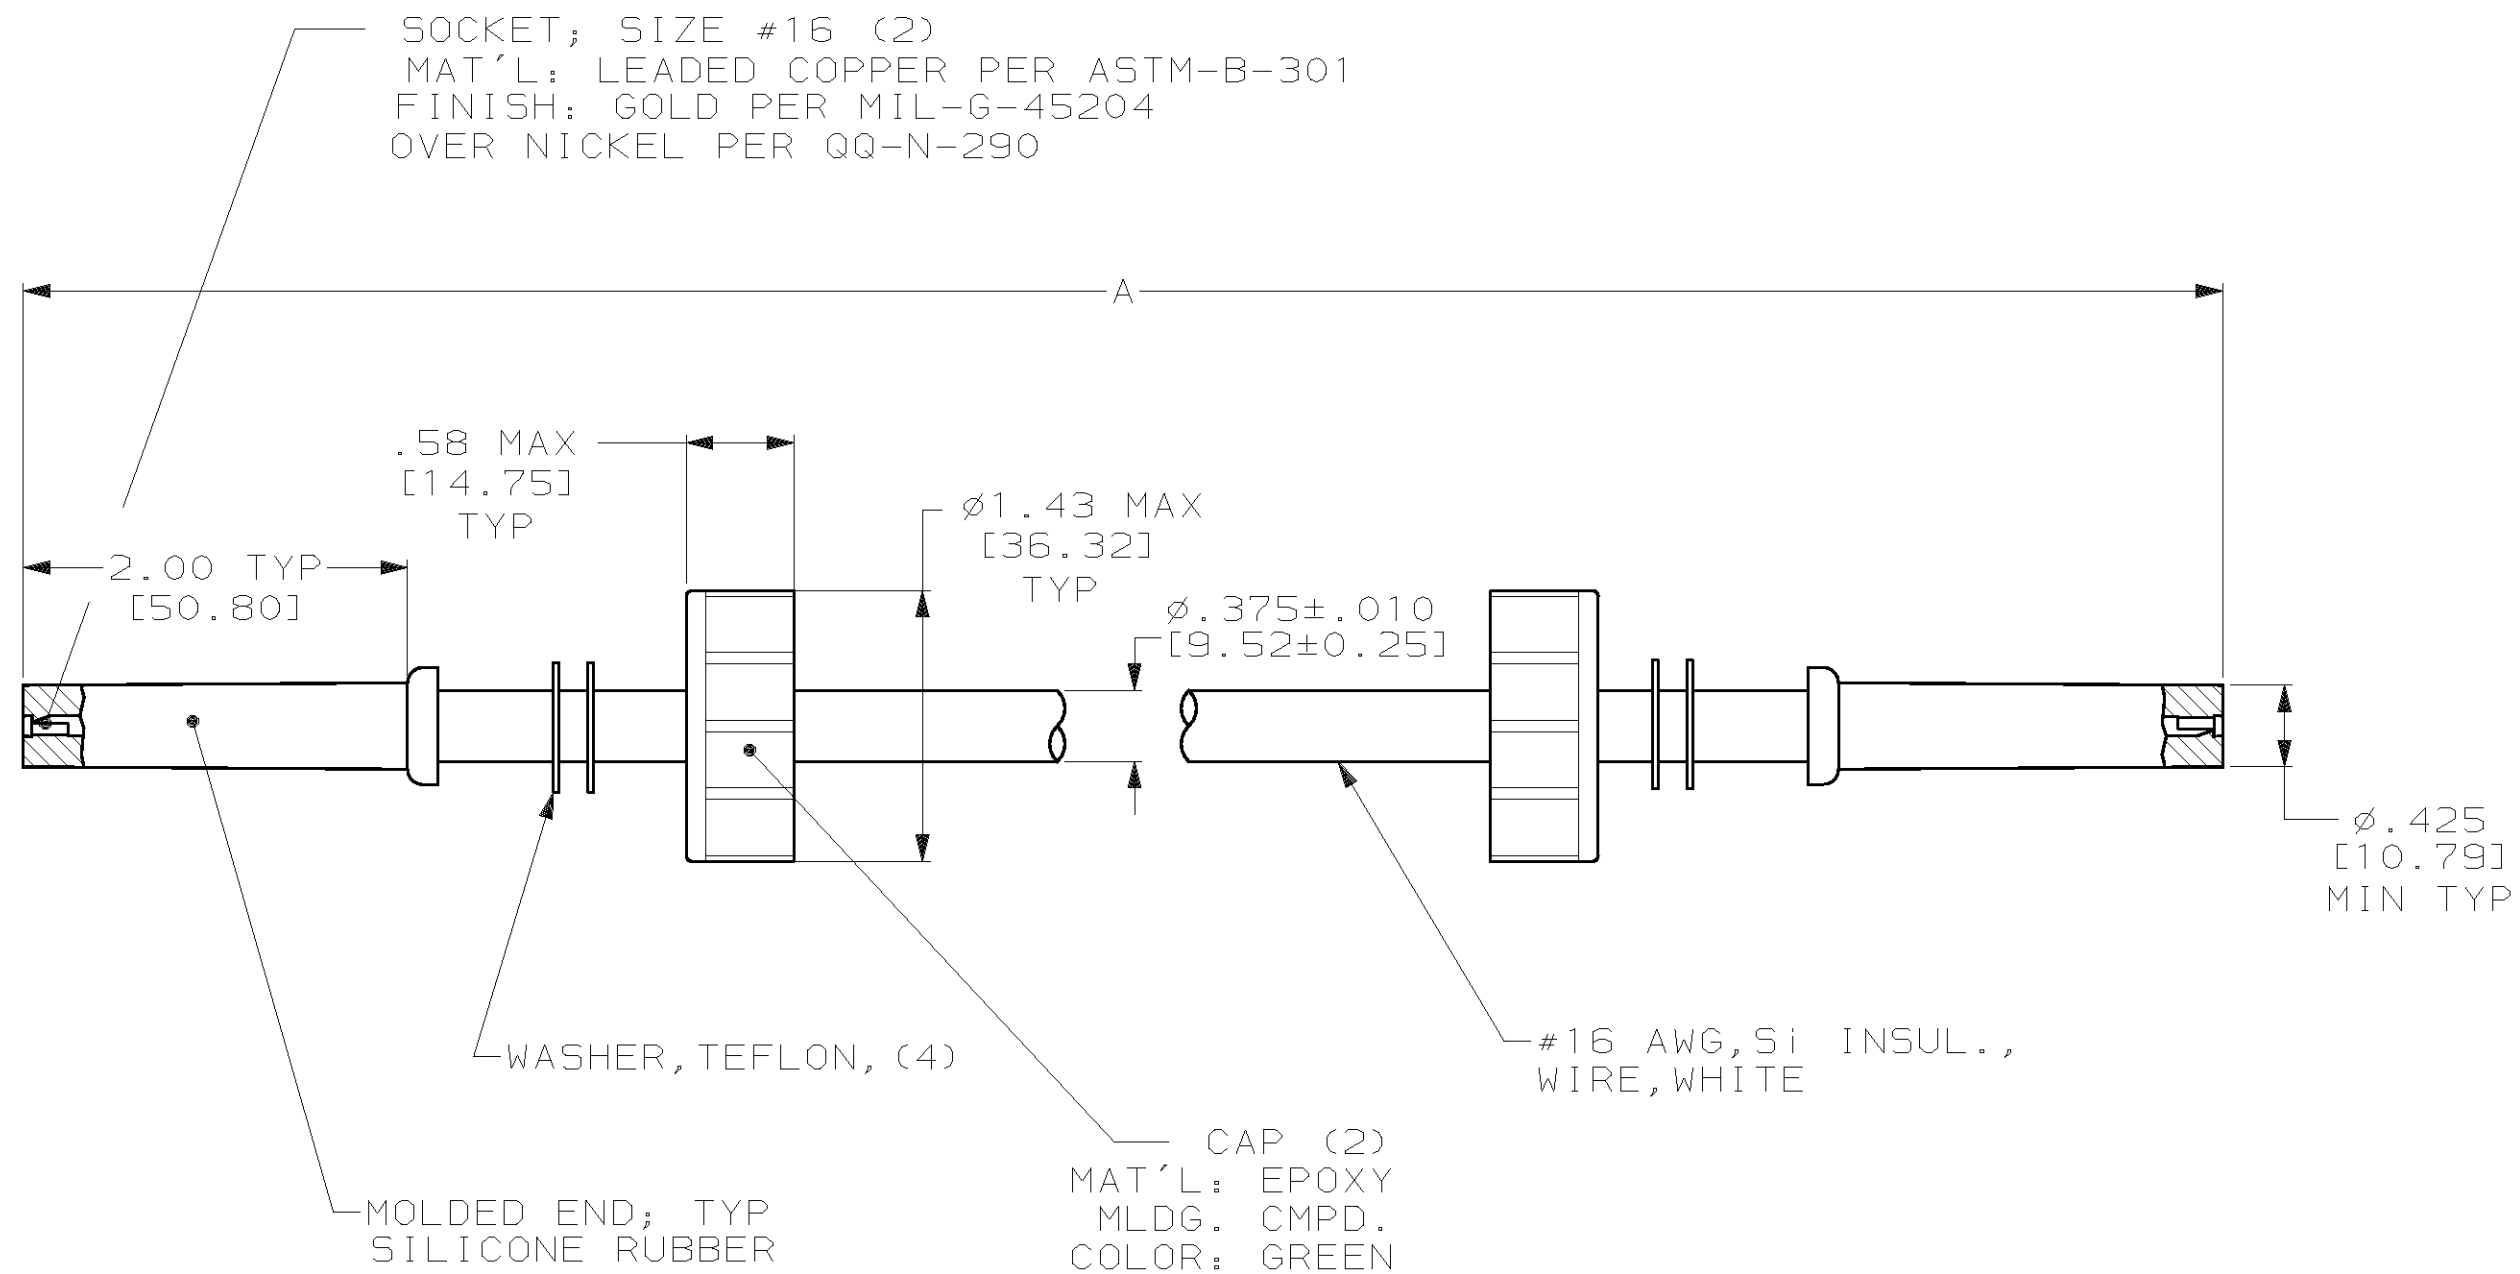 SOCKET; SIZE #16 (2)
MAT'L: LEADED COPPER PER ASTM-B-301
FINISH: GOLD PER MIL-G-45204
OVER NICKEL PER QQ-N-290
A
.58 MAX
[14.75]
TYP
Ø1.43 MAX
[36.32]
TYP
2.00 TYP
[50.80]
Ø.375±.010
[9.52±0.25]
Ø.425
[10.79]
MIN TYP
WASHER,TEFLON,(4)
#16 AWG,Si INSUL.,
WIRE,WHITE
CAP (2)
MAT'L: EPOXY
MLDG. CMPD.
COLOR: GREEN
MOLDED END; TYP
SILICONE RUBBER